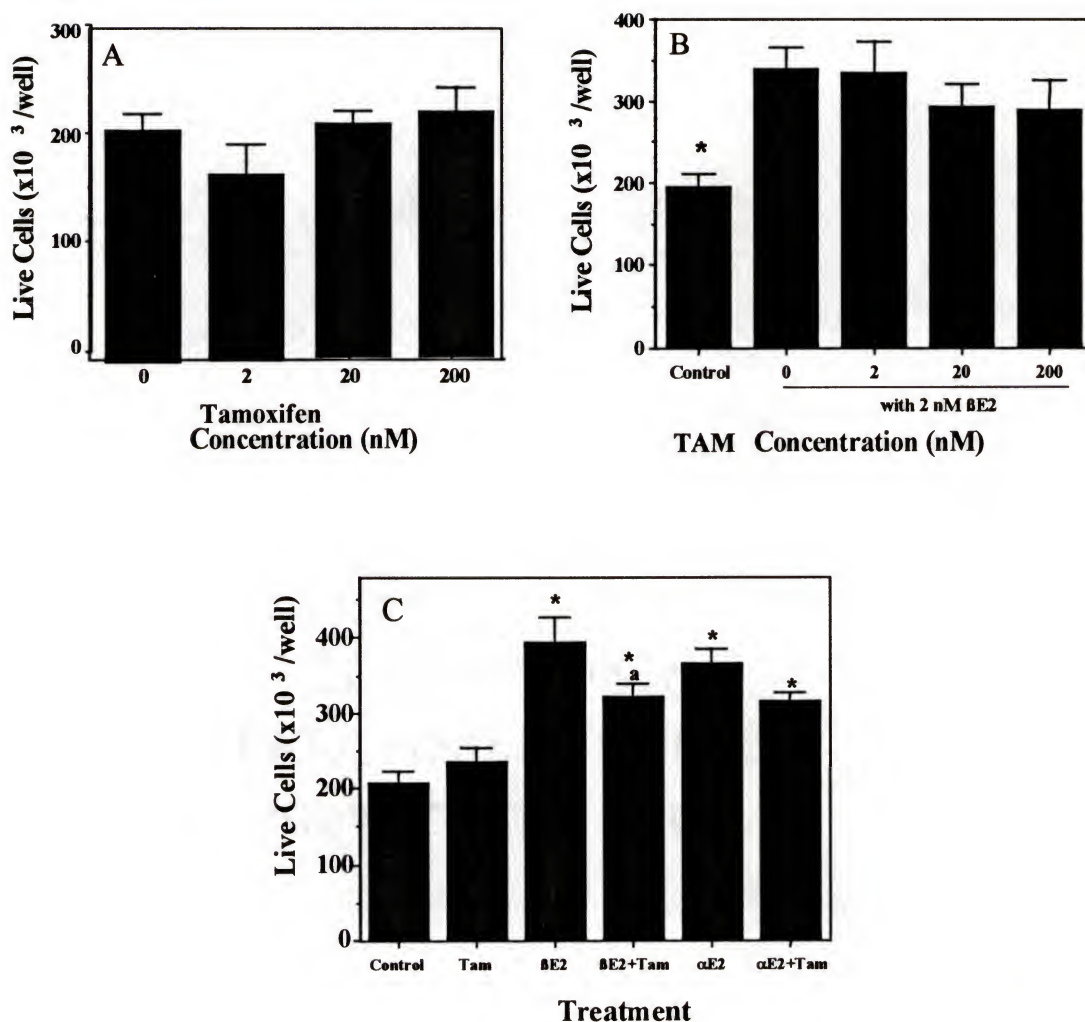 A
Live Cells (x10 3 /well)
300
200
100
0
0 2 20 200
Tamoxifen
Concentration (nM)
B
Live Cells (x10 3 /well)
400
300
200
100
0
*
Control 0 2 20 200
with 2 nM ßE2
TAM Concentration (nM)
C
Live Cells (x10 3 /well)
400
300
200
100
0
*
*
a
*
*
Control Tam ßE2 ßE2+Tam αE2 αE2+Tam
Treatment